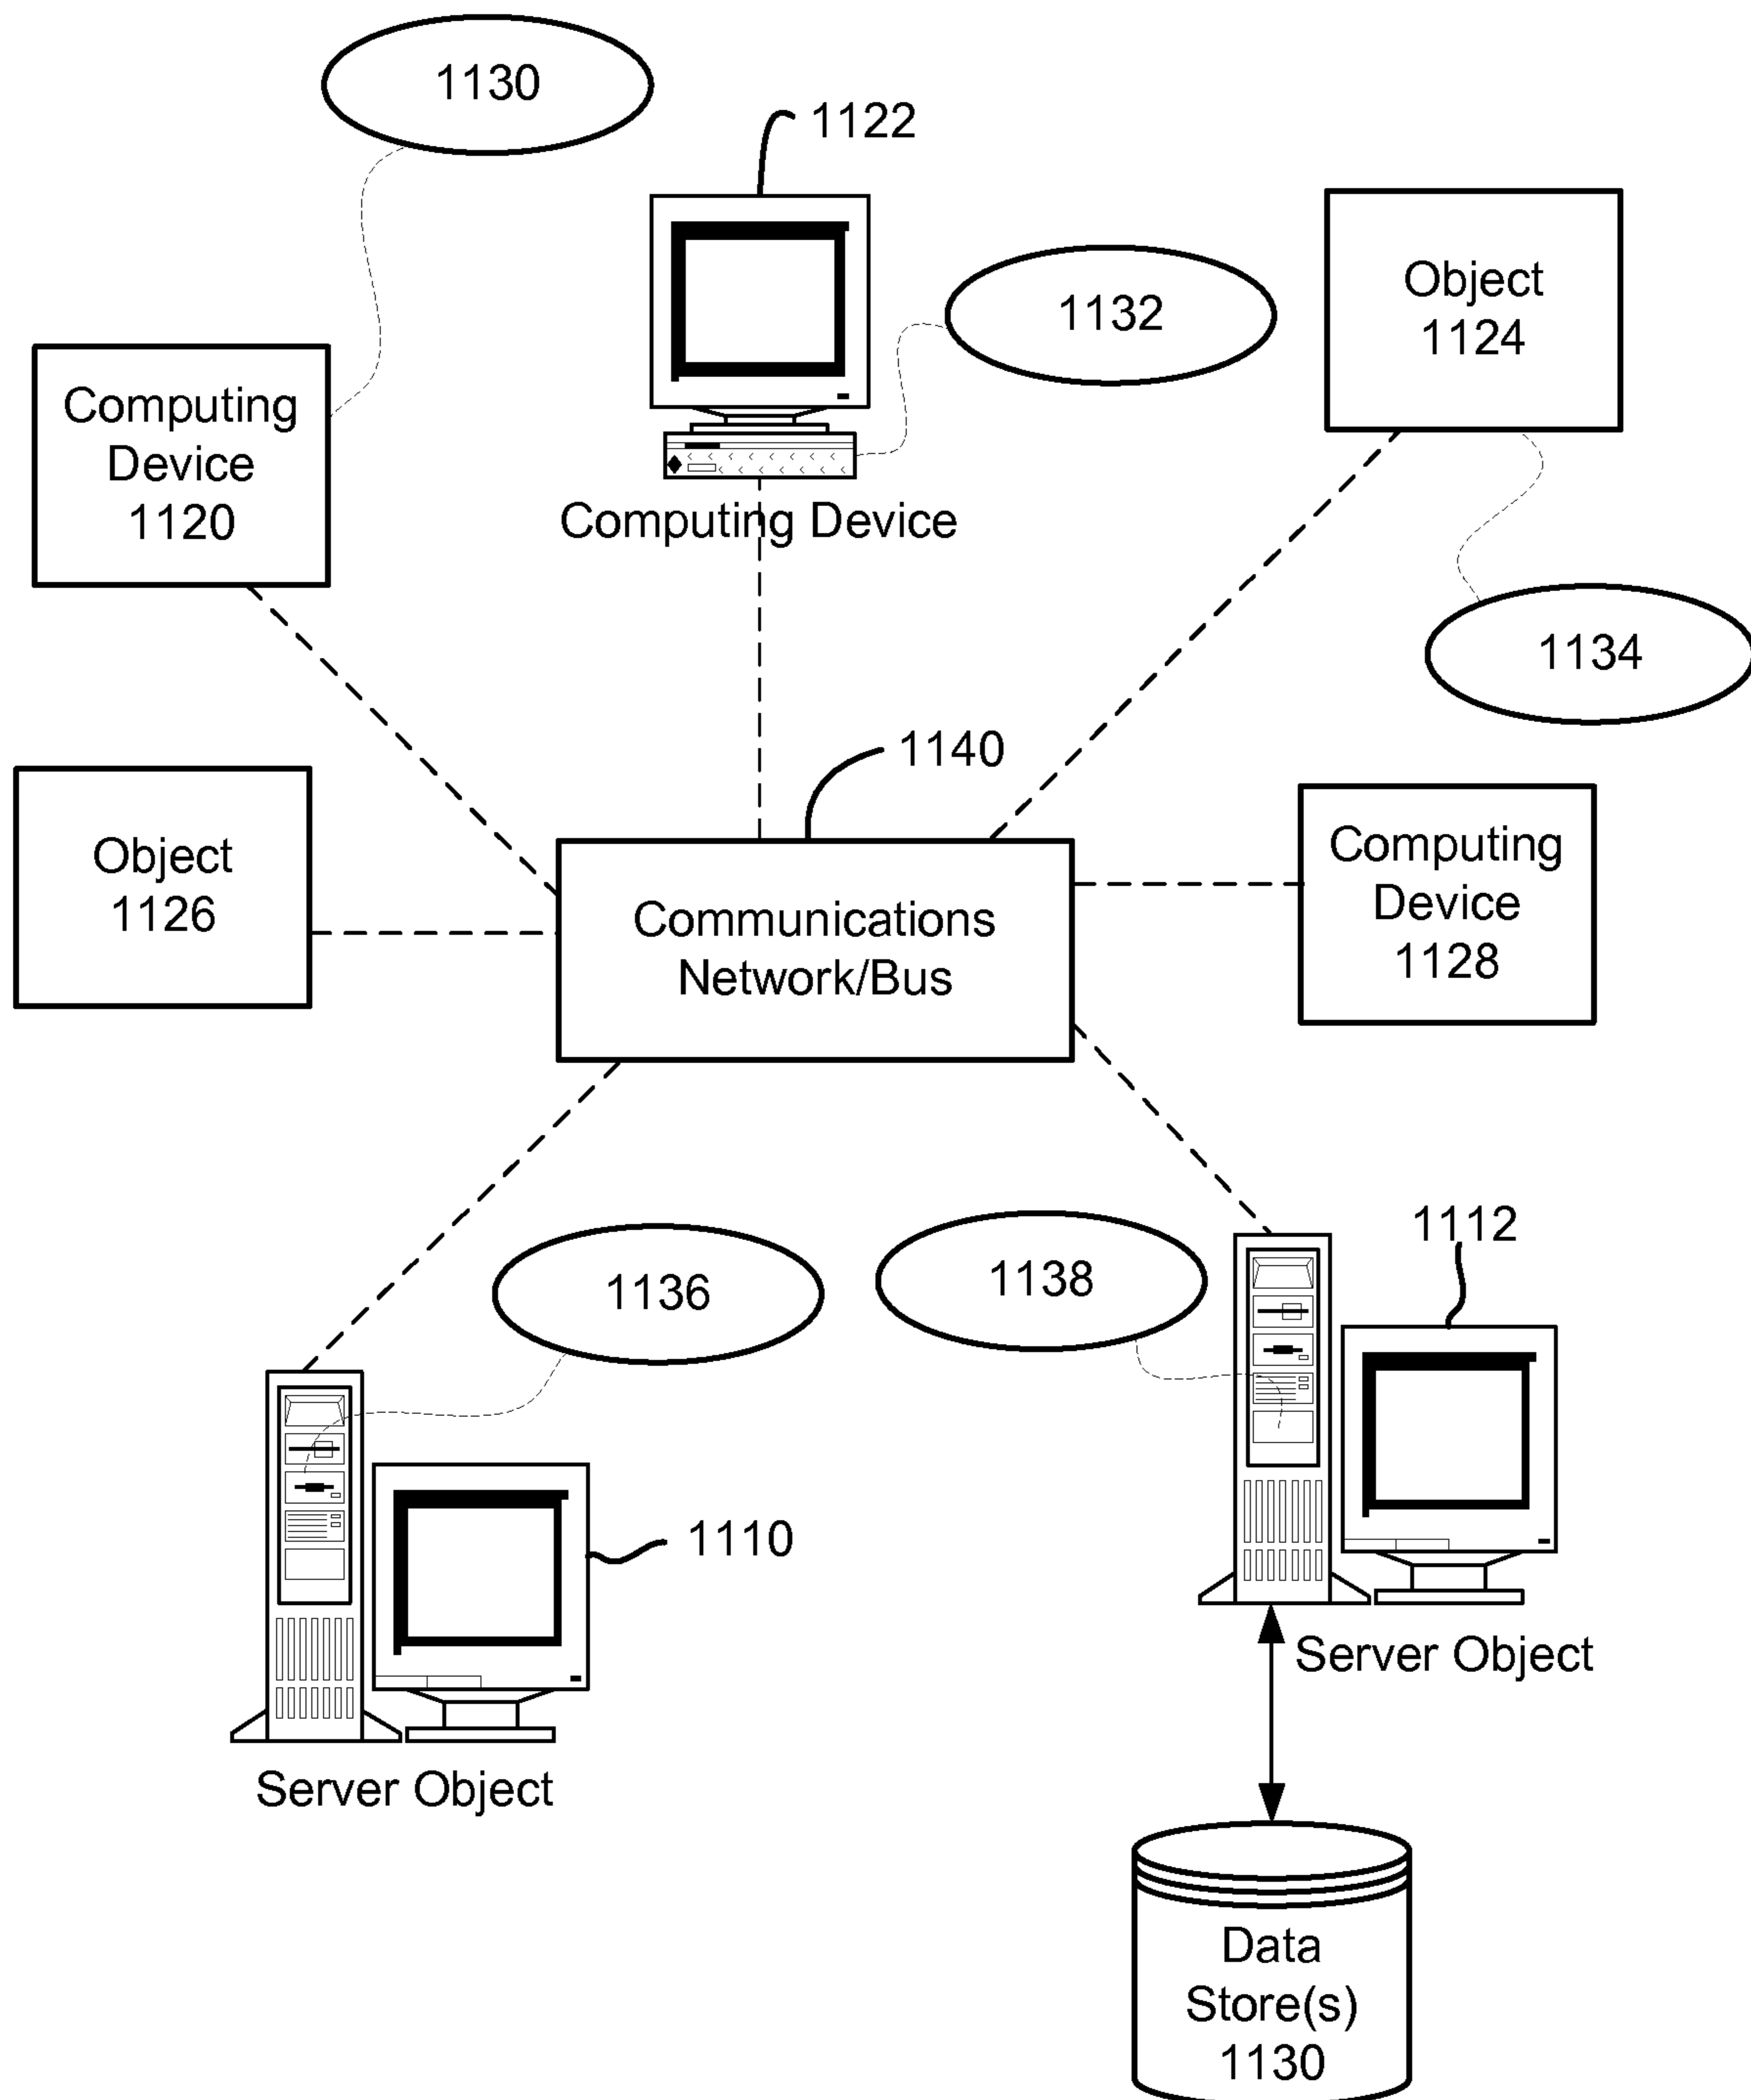 1130
1122
1132
Object
1124
Computing
Device
1120
Computing Device
1134
1140
Object
1126
Communications
Network/Bus
Computing
Device
1128
1136
1138
1112
1110
Server Object
Server Object
Data
Store(s)
1130